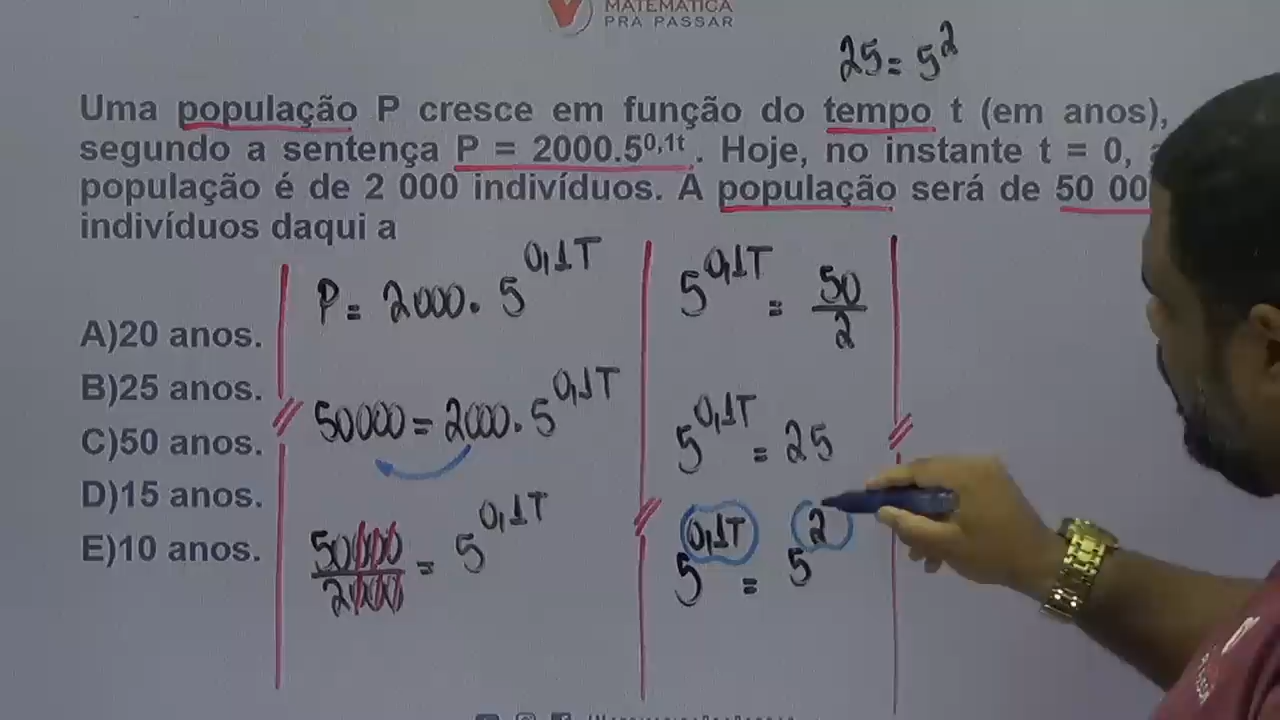 MATEMÁTICA
PRA PASSAR
25 = 5²
Uma população P cresce em função do tempo t (em anos),
segundo a sentença P = 2000.5^0,1t. Hoje, no instante t = 0,
população é de 2 000 indivíduos. A população será de 50 00
indivíduos daqui a
A)20 anos.
B)25 anos.
C)50 anos.
D)15 anos.
E)10 anos.
P = 2000 . 5^0,1T
50000 = 2000 . 5^0,1T
50000/2000 = 5^0,1T
5^0,1T = 50/2
5^0,1T = 25
5^0,1T = 5²